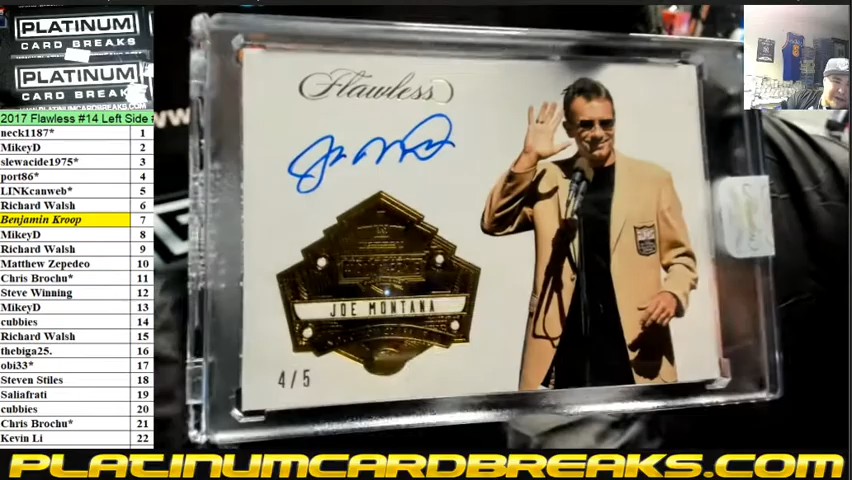 PLATINUM
CARD BREAKS
PLATINUM
CARD BREA
2017 Flawless #14 Left Side
neck1187* 1
MikeyD 2
slewacide1975* 3
port86* 4
LINKcanweb* 5
Richard Walsh 6
Benjamin Kroop 7
MikeyD 8
Richard Walsh 9
Matthew Zepedeo 10
Chris Brochu* 11
Steve Winning 12
MikeyD 13
cubbies 14
Richard Walsh 15
thebiga25. 16
obi33* 17
Steven Stiles 18
Saliafrati 19
cubbies 20
Chris Brochu* 21
Kevin Li 22
Flawless
JOE MONTANA
4/5
PLATINUMCARDBREAKS.COM